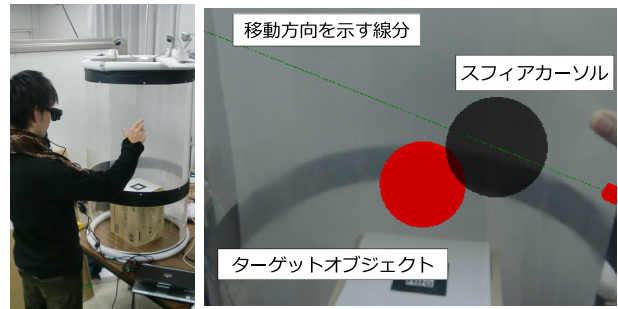 移動方向を示す線分
スフィアカーソル
ターゲットオブジェクト
Hiro